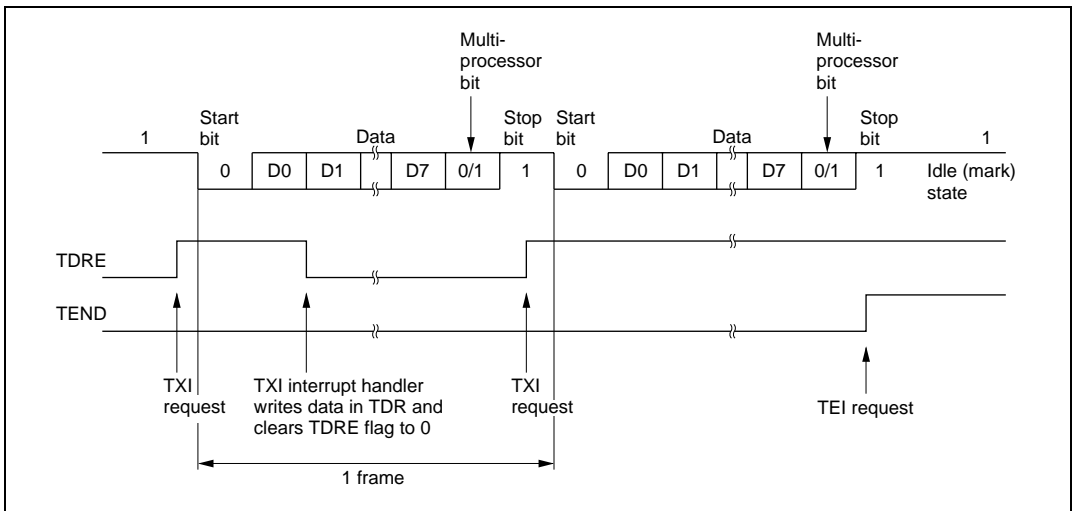 Multi-
processor
bit
Multi-
processor
bit
1
Start
bit
Data
Stop
bit
Start
bit
Data
Stop
bit
1
0 D0 D1 D7 0/1 1 0 D0 D1 D7 0/1 1
Idle (mark)
state
TDRE
TEND
TXI
request
TXI interrupt handler
writes data in TDR and
clears TDRE flag to 0
TXI
request
TEI request
1 frame